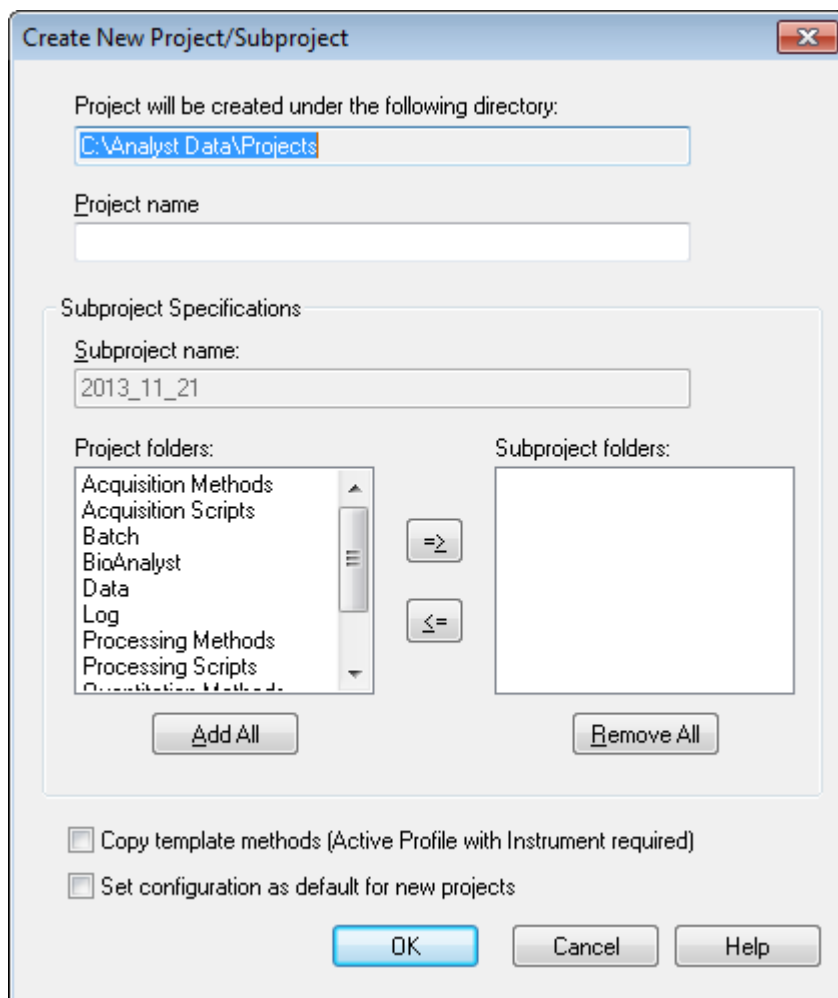 Create New Project/Subproject
Project will be created under the following directory:
C:\Analyst Data\Projects
Project name
Subproject Specifications
Subproject name:
2013_11_21
Project folders:
Subproject folders:
Acquisition Methods
Acquisition Scripts
Batch
BioAnalyst
Data
Log
Processing Methods
Processing Scripts
Quantitation Methods
=>
<=
Add All
Remove All
Copy template methods (Active Profile with Instrument required)
Set configuration as default for new projects
OK
Cancel
Help